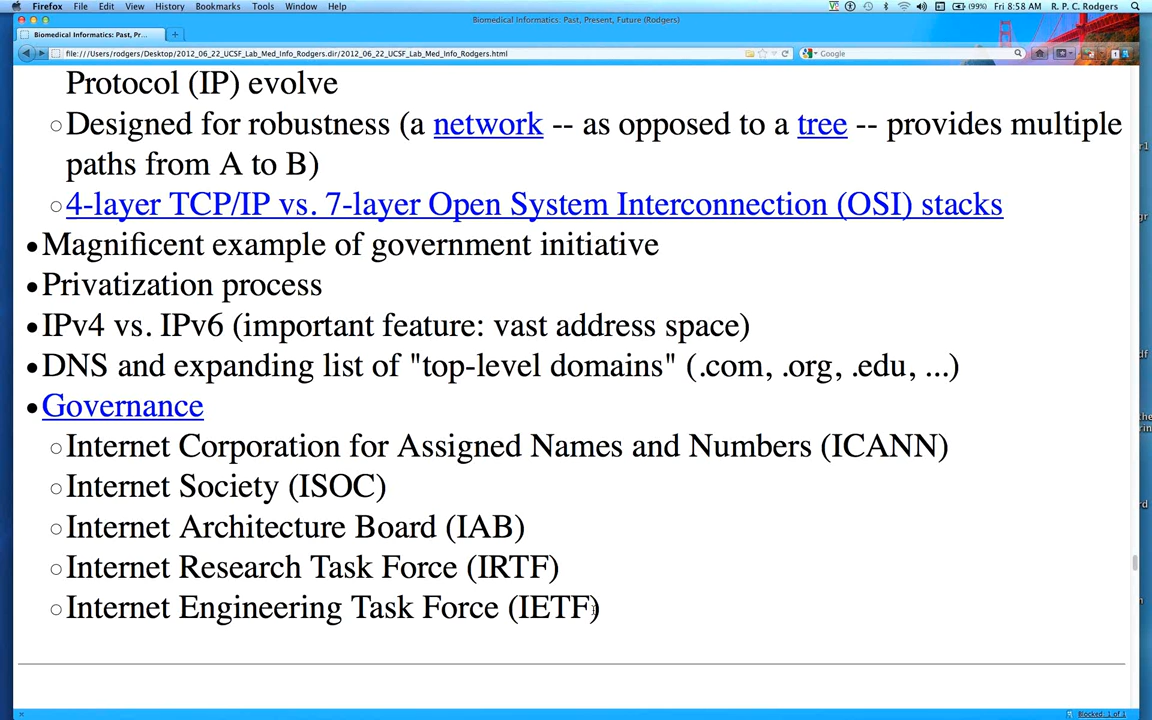 Firefox File Edit View History Bookmarks Tools Window Help (99%) Fri 8:58 AM R. P. C. Rodgers
Biomedical Informatics: Past, Present, Future (Rodgers)
Biomedical Informatics: Past, Pr...
file:///Users/rodgers/Desktop/2012_06_22_UCSF_Lab_Med_Info_Rodgers.dir/2012_06_22_UCSF_Lab_Med_Info_Rodgers.html Google
Protocol (IP) evolve
Designed for robustness (a network -- as opposed to a tree -- provides multiple
paths from A to B)
4-layer TCP/IP vs. 7-layer Open System Interconnection (OSI) stacks
Magnificent example of government initiative
Privatization process
IPv4 vs. IPv6 (important feature: vast address space)
DNS and expanding list of "top-level domains" (.com, .org, .edu, ...)
Governance
Internet Corporation for Assigned Names and Numbers (ICANN)
Internet Society (ISOC)
Internet Architecture Board (IAB)
Internet Research Task Force (IRTF)
Internet Engineering Task Force (IETF)
Blocked: 1 of 1